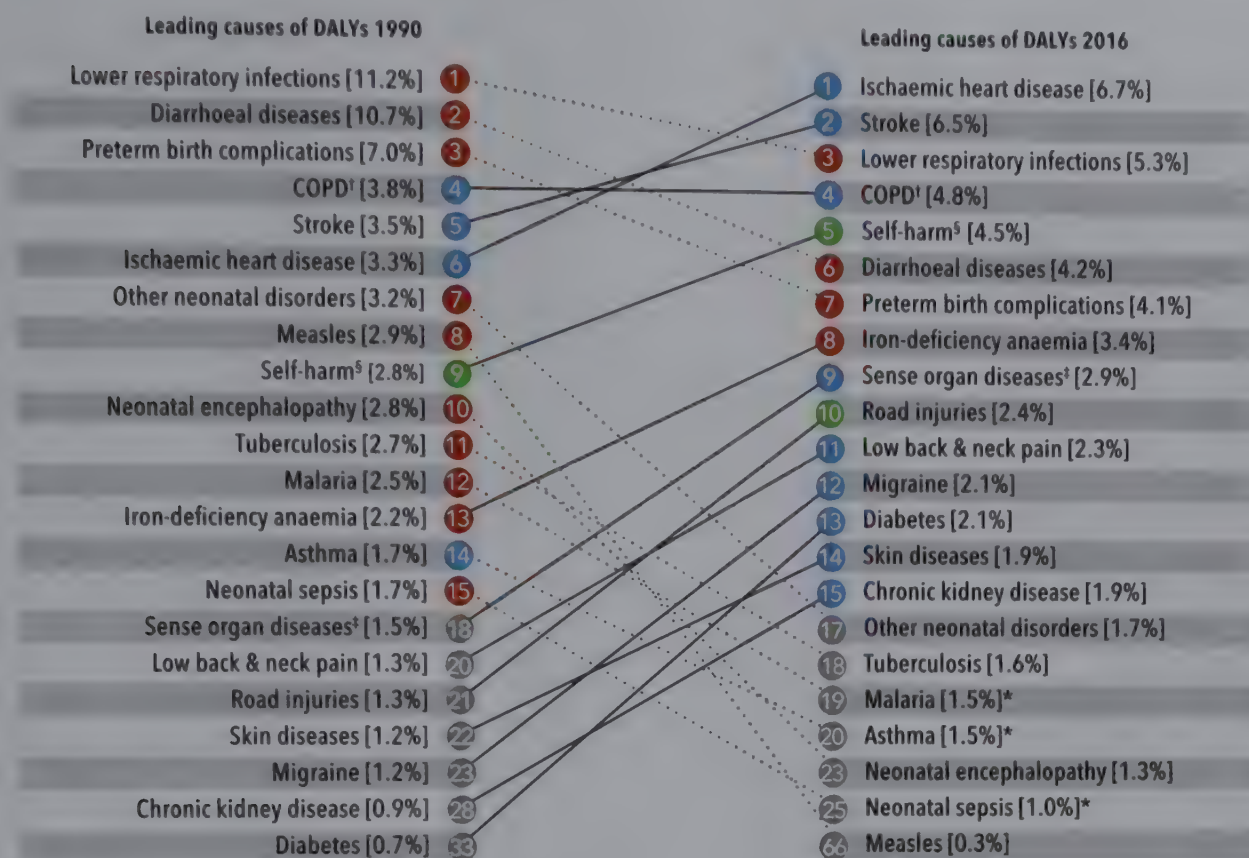 Leading causes of DALYs 1990
Lower respiratory infections [11.2%] 1
Diarrhoeal diseases [10.7%] 2
Preterm birth complications [7.0%] 3
COPD† [3.8%] 4
Stroke [3.5%] 5
Ischaemic heart disease [3.3%] 6
Other neonatal disorders [3.2%] 7
Measles [2.9%] 8
Self-harm§ [2.8%] 9
Neonatal encephalopathy [2.8%] 10
Tuberculosis [2.7%] 11
Malaria [2.5%] 12
Iron-deficiency anaemia [2.2%] 13
Asthma [1.7%] 14
Neonatal sepsis [1.7%] 15
Sense organ diseases‡ [1.5%] 18
Low back & neck pain [1.3%] 20
Road injuries [1.3%] 21
Skin diseases [1.2%] 22
Migraine [1.2%] 23
Chronic kidney disease [0.9%] 28
Diabetes [0.7%] 33
Leading causes of DALYs 2016
1 Ischaemic heart disease [6.7%]
2 Stroke [6.5%]
3 Lower respiratory infections [5.3%]
4 COPD† [4.8%]
5 Self-harm§ [4.5%]
6 Diarrhoeal diseases [4.2%]
7 Preterm birth complications [4.1%]
8 Iron-deficiency anaemia [3.4%]
9 Sense organ diseases‡ [2.9%]
10 Road injuries [2.4%]
11 Low back & neck pain [2.3%]
12 Migraine [2.1%]
13 Diabetes [2.1%]
14 Skin diseases [1.9%]
15 Chronic kidney disease [1.9%]
17 Other neonatal disorders [1.7%]
18 Tuberculosis [1.6%]
19 Malaria [1.5%]*
20 Asthma [1.5%]*
23 Neonatal encephalopathy [1.3%]
25 Neonatal sepsis [1.0%]*
66 Measles [0.3%]